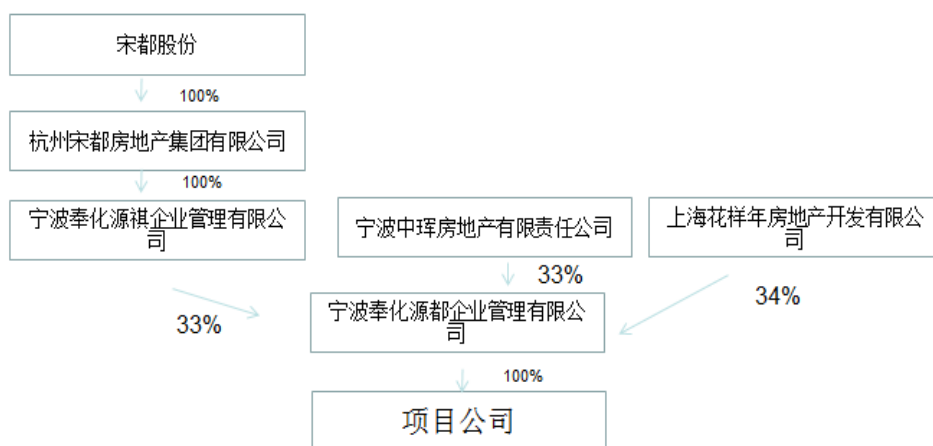 宋都股份
100%
杭州宋都房地产集团有限公司
100%
宁波奉化源祺企业管理有限公
司
宁波中珲房地产有限责任公司
上海花样年房地产开发有限公
司
33%
33%
34%
宁波奉化源都企业管理有限公
司
100%
项目公司